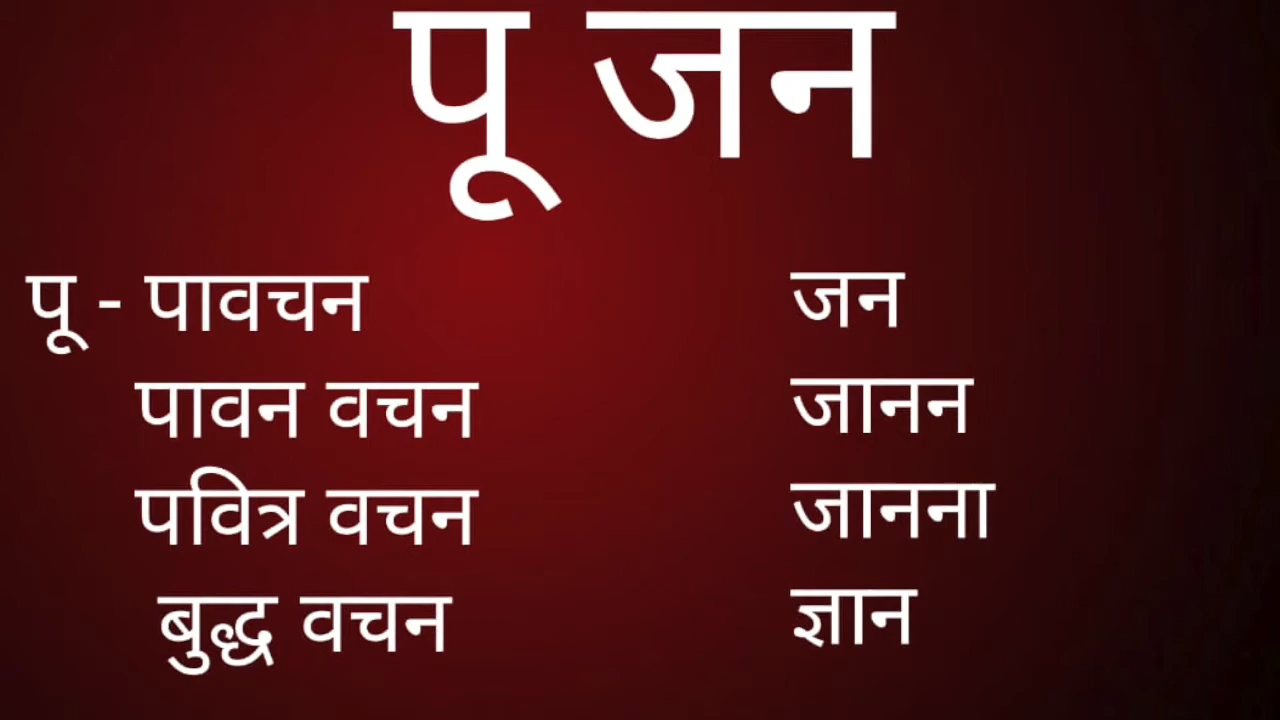 पू जन
पू - पावचन
पावन वचन
पवित्र वचन
बुद्ध वचन
जन
जानन
जानना
ज्ञान